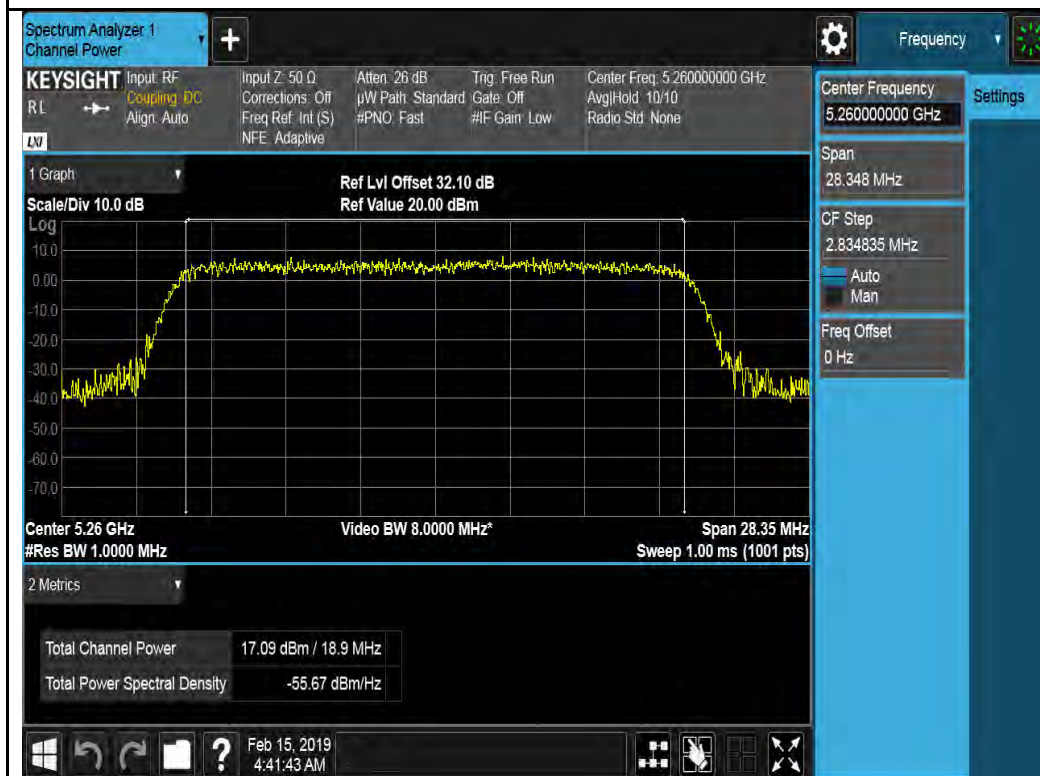 Spectrum Analyzer 1
Channel Power
Frequency
KEYSIGHT
RL
LXI
Input: RF
Coupling: DC
Align: Auto
Input Z: 50 Ω
Corrections: Off
Freq Ref: Int (S)
NFE: Adaptive
Atten: 26 dB
µW Path: Standard
#PNO: Fast
Trig: Free Run
Gate: Off
#IF Gain: Low
Center Freq: 5.260000000 GHz
Avg|Hold: 10/10
Radio Std: None
Center Frequency
5.260000000 GHz
Settings
Span
28.348 MHz
CF Step
2.834835 MHz
Auto
Man
Freq Offset
0 Hz
1 Graph
Scale/Div 10.0 dB
Ref Lvl Offset 32.10 dB
Ref Value 20.00 dBm
Log
10.0
0.00
-10.0
-20.0
-30.0
-40.0
-50.0
-60.0
-70.0
Center 5.26 GHz
#Res BW 1.0000 MHz
Video BW 8.0000 MHz*
Span 28.35 MHz
Sweep 1.00 ms (1001 pts)
2 Metrics
Total Channel Power 17.09 dBm / 18.9 MHz
Total Power Spectral Density -55.67 dBm/Hz
?
Feb 15, 2019
4:41:43 AM